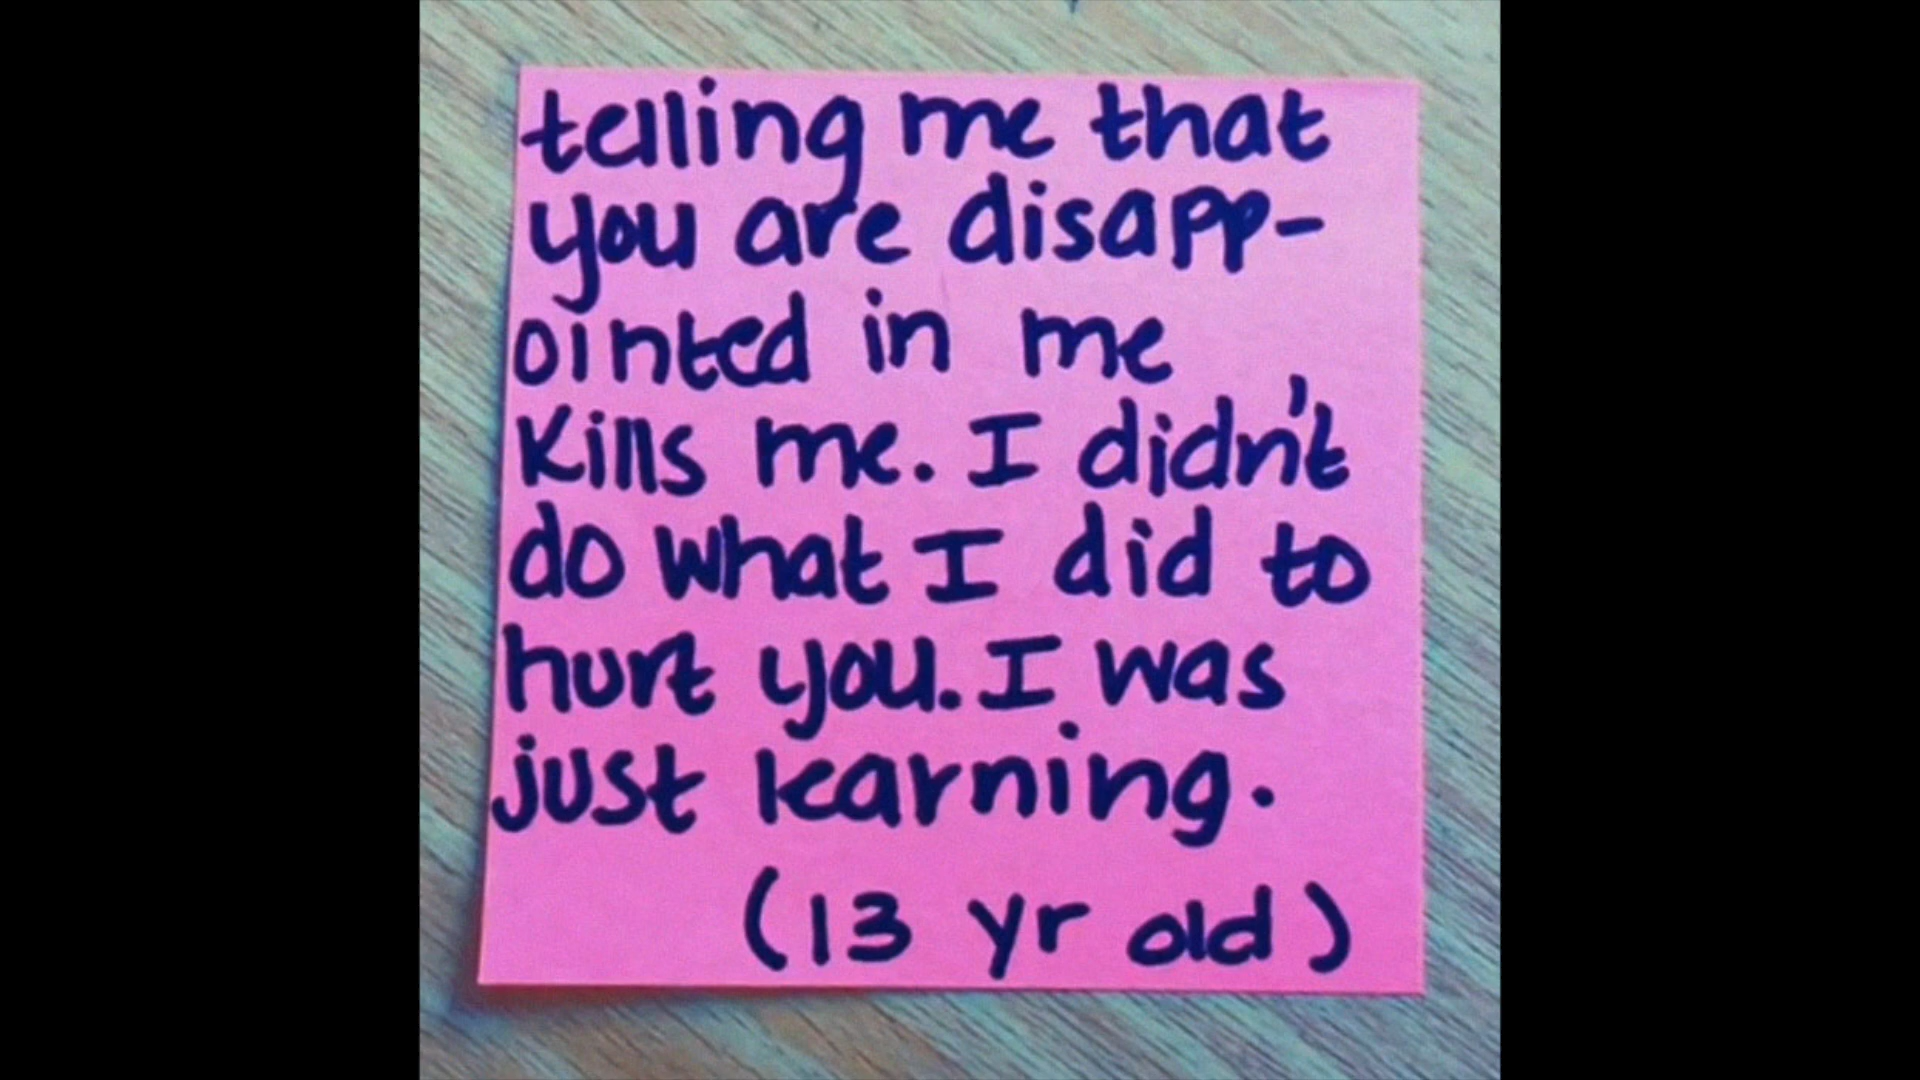 telling me that
you are disapp-
ointed in me
kills me. I didn't
do what I did to
hurt you. I was
just learning.
(13 yr old)